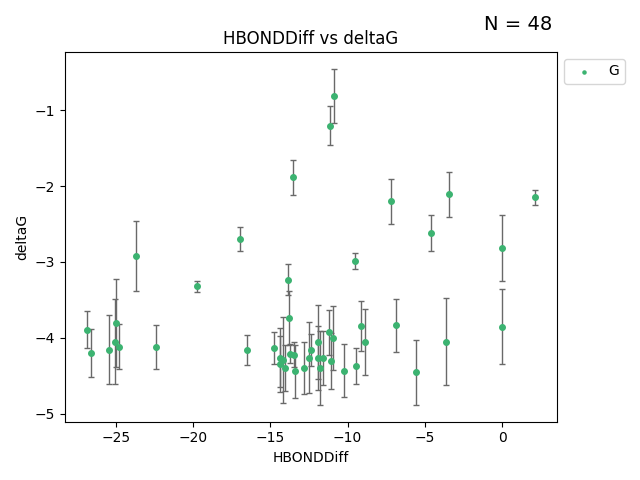 N = 48
HBONDDiff vs deltaG
G
deltaG
−1
−2
−3
−4
−5
−25
−20
−15
−10
−5
0
HBONDDiff